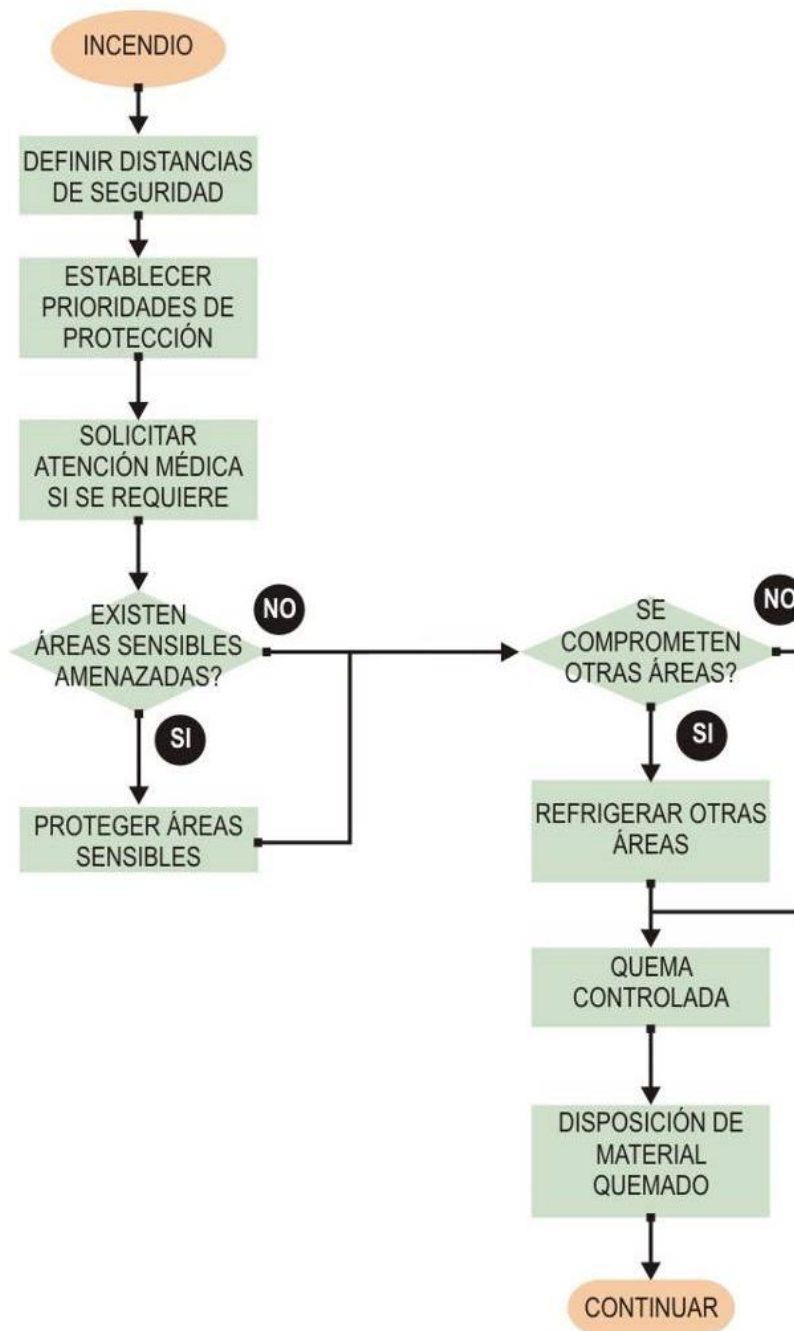 INCENDIO
DEFINIR DISTANCIAS
DE SEGURIDAD
ESTABLECER
PRIORIDADES DE
PROTECCIÓN
SOLICITAR
ATENCIÓN MÉDICA
SI SE REQUIERE
EXISTEN
ÁREAS SENSIBLES
AMENAZADAS?
NO
SI
PROTEGER ÁREAS
SENSIBLES
SE
COMPROMETEN
OTRAS ÁREAS?
NO
SI
REFRIGERAR OTRAS
ÁREAS
QUEMA
CONTROLADA
DISPOSICIÓN DE
MATERIAL
QUEMADO
CONTINUAR